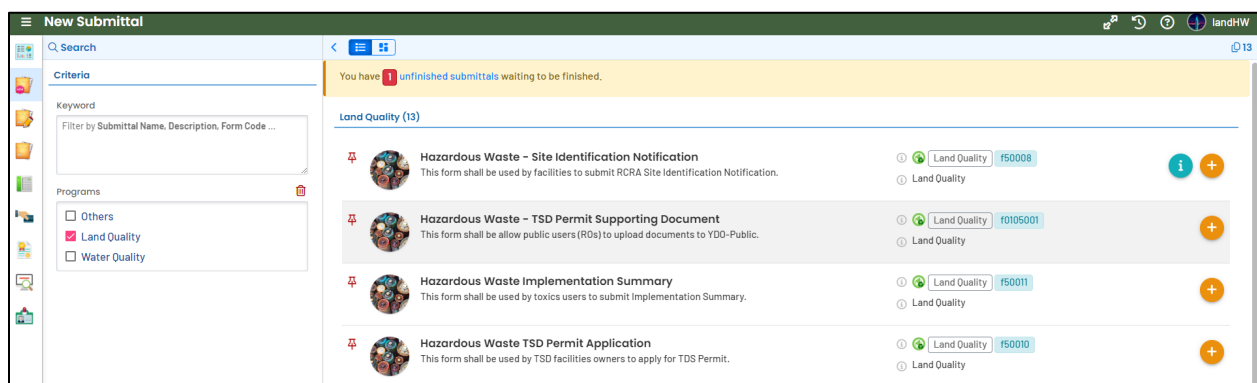 New Submittal
landHW
Search
13
Criteria
You have 1 unfinished submittals waiting to be finished.
Keyword
Filter by Submittal Name, Description, Form Code ...
Land Quality (13)
Hazardous Waste - Site Identification Notification
This form shall be used by facilities to submit RCRA Site Identification Notification.
Land Quality f50008
Land Quality
Programs
Others
Land Quality
Water Quality
Hazardous Waste - TSD Permit Supporting Document
This form shall be allow public users (ROs) to upload documents to YDO-Public.
Land Quality f0105001
Land Quality
Hazardous Waste Implementation Summary
This form shall be used by toxics users to submit Implementation Summary.
Land Quality f50011
Land Quality
Hazardous Waste TSD Permit Application
This form shall be used by TSD facilities owners to apply for TDS Permit.
Land Quality f50010
Land Quality